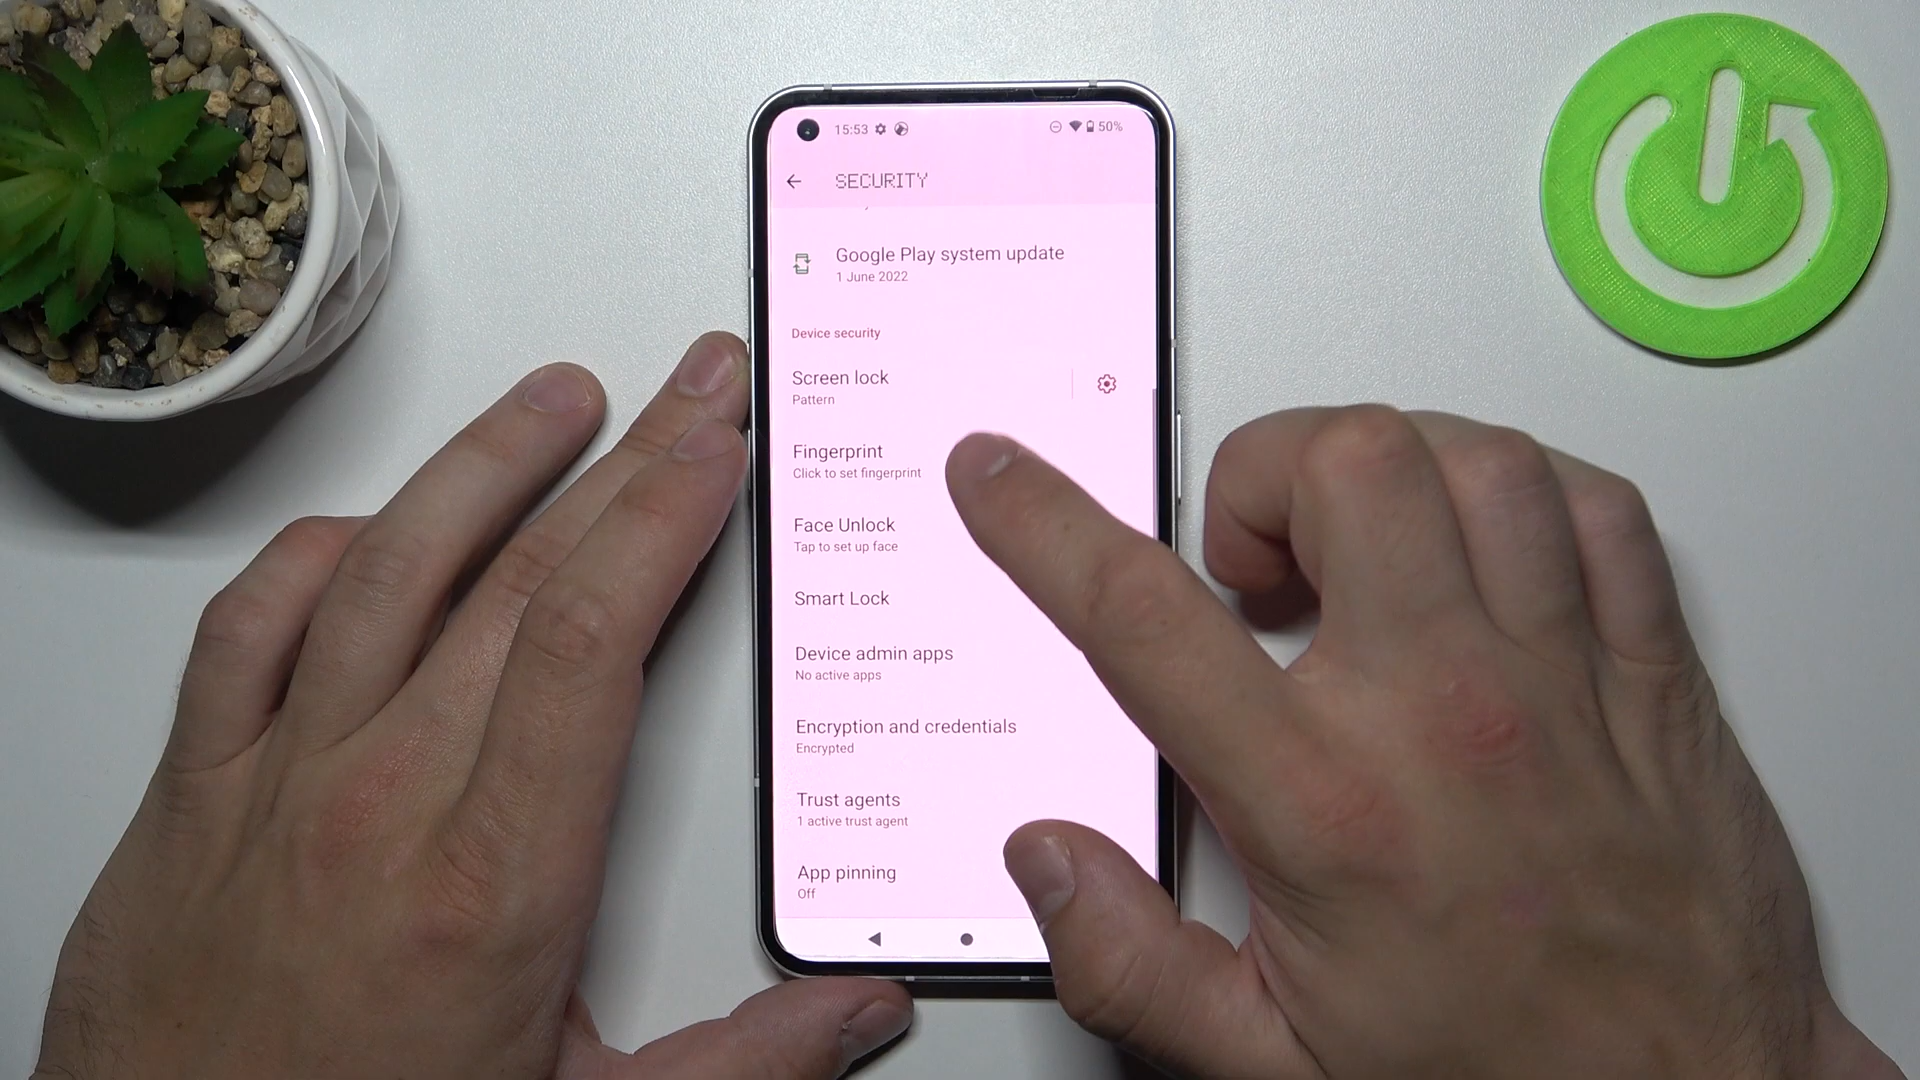 15:53
50%
SECURITY
Google Play system update
1 June 2022
Device security
Screen lock
Pattern
Fingerprint
Click to set fingerprint
Face Unlock
Tap to set up face
Smart Lock
Device admin apps
No active apps
Encryption and credentials
Encrypted
Trust agents
1 active trust agent
App pinning
Off